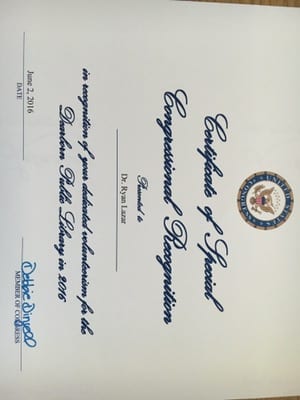 Certificate of Special
Congressional Recognition
Presented to
Dr. Ryan Lazar
in recognition of your dedicated volunteerism for the
Dearborn Public Library in 2016
June 2, 2016
DATE
Debbie Dingell
MEMBER OF CONGRESS